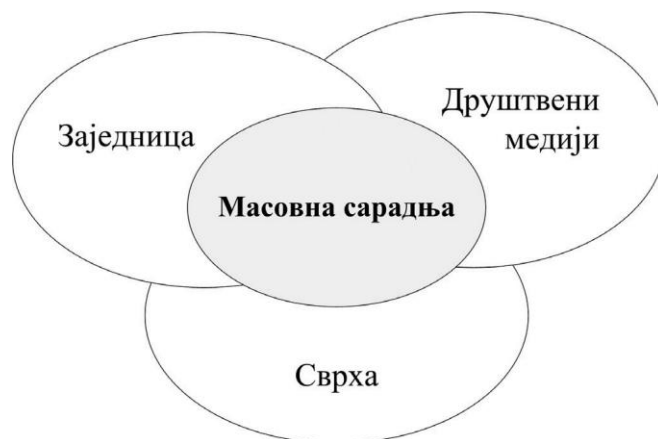 Заједница
Друштвени
медији
Масовна сарадња
Сврха